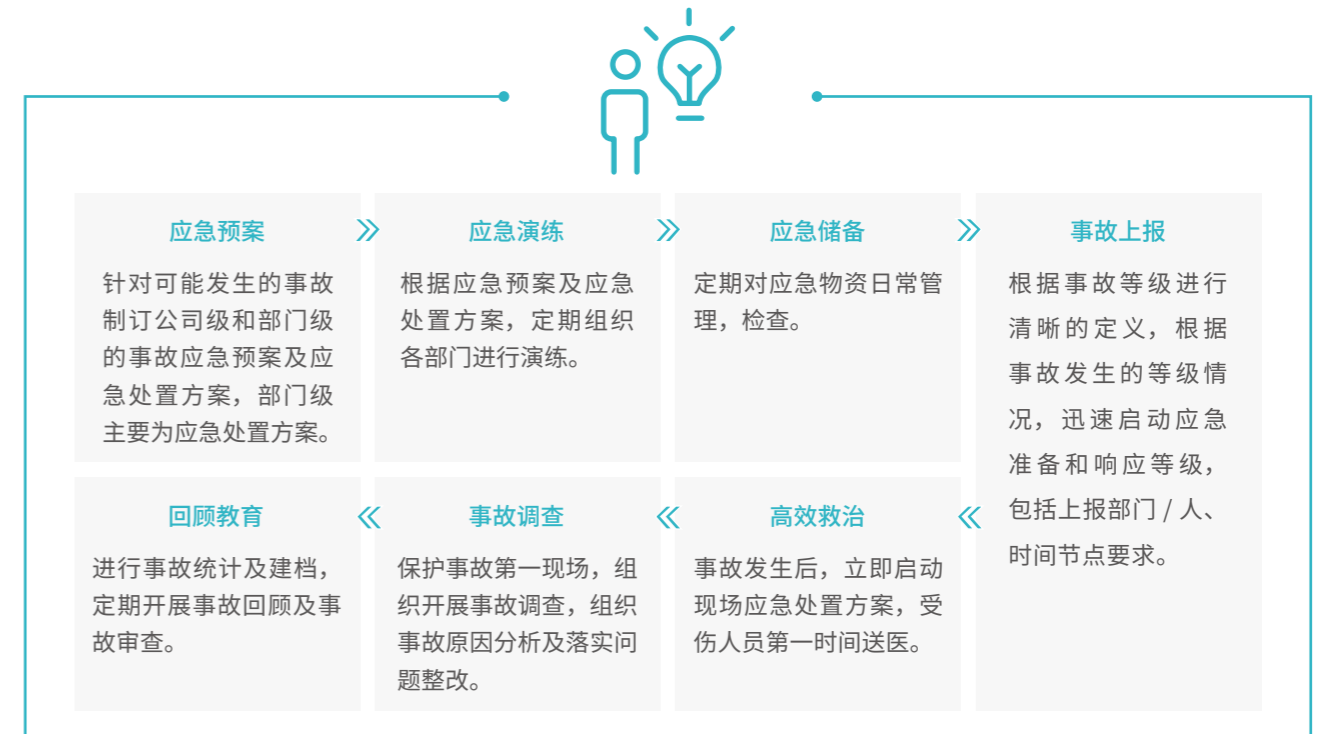 应急预案
针对可能发生的事故
制订公司级和部门级
的事故应急预案及应
急处置方案，部门级
主要为应急处置方案。
应急演练
根据应急预案及应急
处置方案，定期组织
各部门进行演练。
应急储备
定期对应急物资日常管
理，检查。
事故上报
根据事故等级进行
清晰的定义，根据
事故发生的等级情
况，迅速启动应急
准备和响应等级，
包括上报部门 / 人、
时间节点要求。
高效救治
事故发生后，立即启动
现场应急处置方案，受
伤人员第一时间送医。
事故调查
保护事故第一现场，组
织开展事故调查，组织
事故原因分析及落实问
题整改。
回顾教育
进行事故统计及建档，
定期开展事故回顾及事
故审查。